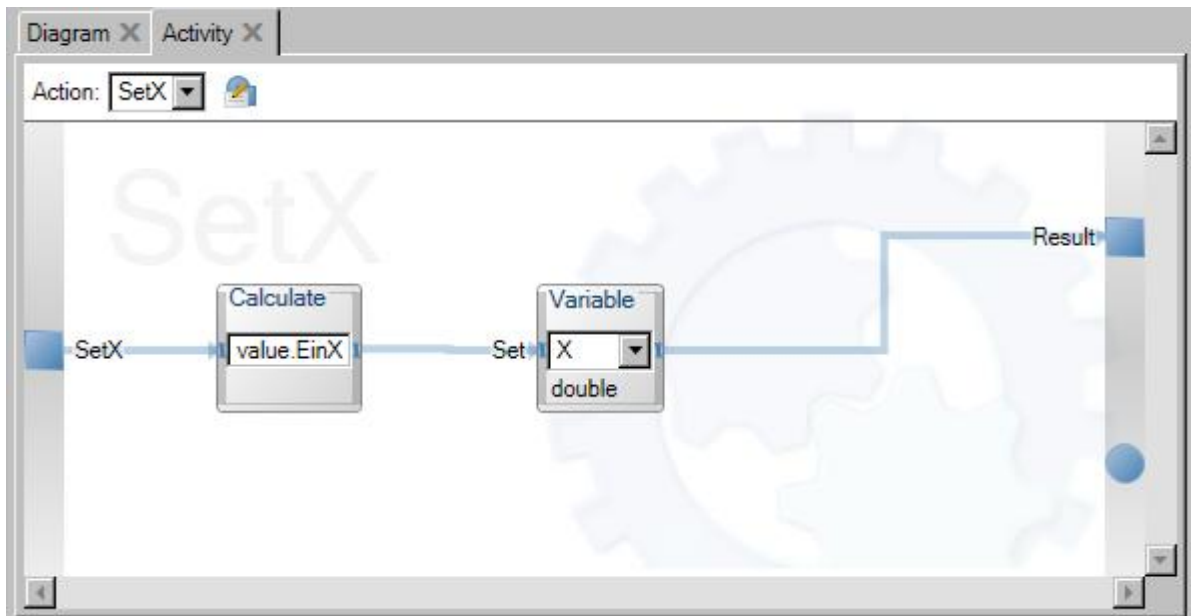 Diagram Activity
Action: SetX
SetX
Result
Calculate Variable
SetX value.EinX Set X
double